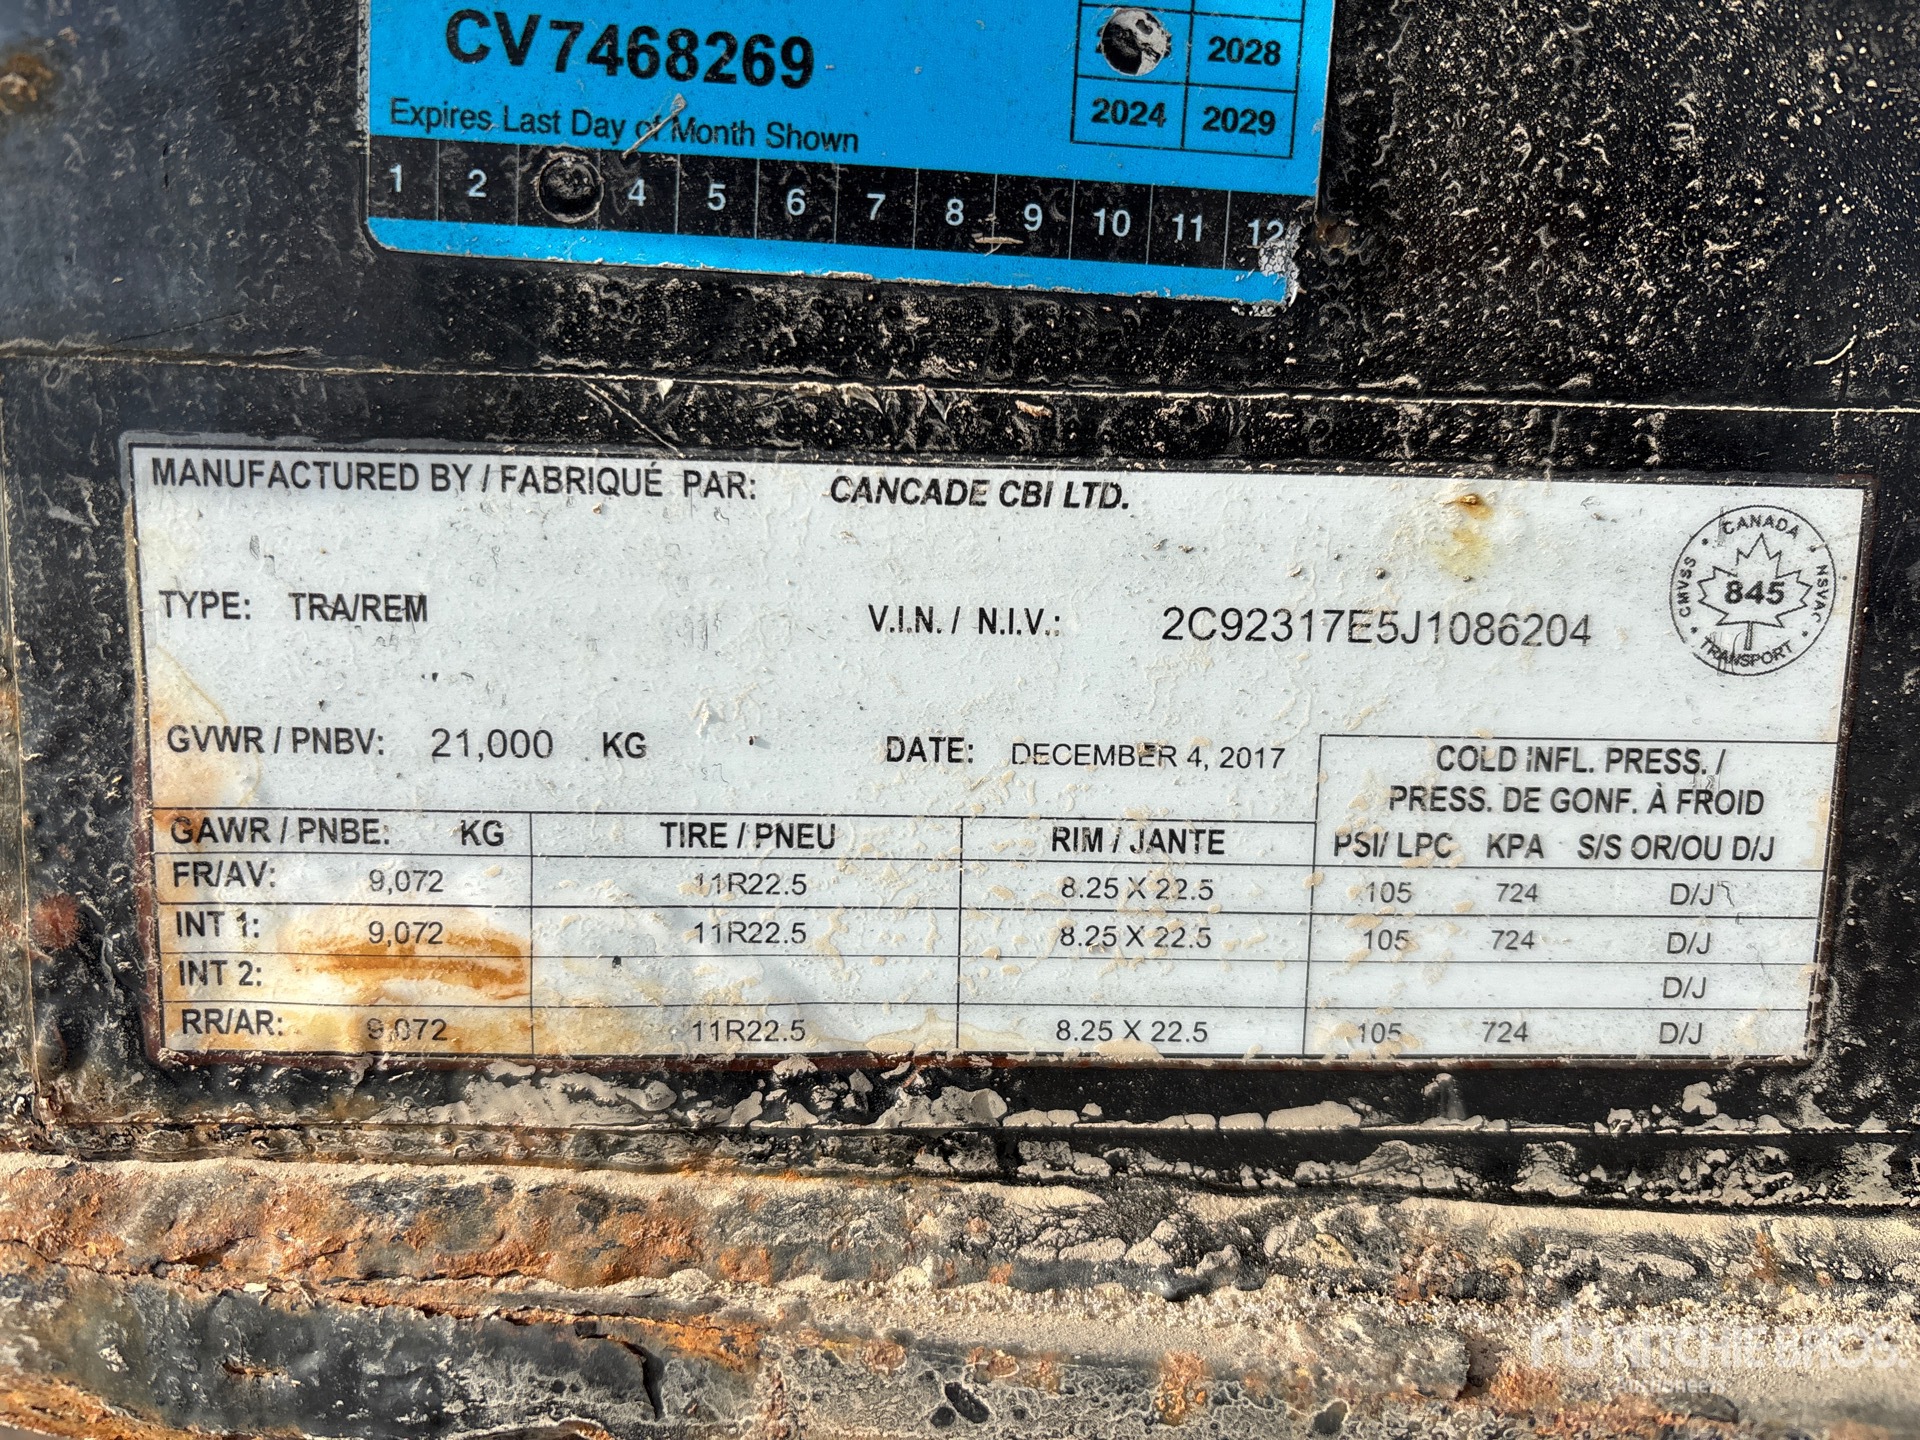 CV7468269
2028
2024 2029
Expires Last Day of Month Shown
1 2 4 5 6 7 8 9 10 11 12
MANUFACTURED BY / FABRIQUÉ PAR: CANCADE CBI LTD.
CANADA
CMVSS 845 NSVAC
TRANSPORT
TYPE: TRA/REM V.I.N. / N.I.V.: 2C92317E5J1086204
GVWR / PNBV: 21,000 KG DATE: DECEMBER 4, 2017
COLD INFL. PRESS. /
PRESS. DE GONF. À FROID
GAWR / PNBE: KG TIRE / PNEU RIM / JANTE PSI/ LPC KPA S/S OR/OU D/J
FR/AV: 9,072 11R22.5 8.25 X 22.5 105 724 D/J
INT 1: 9,072 11R22.5 8.25 X 22.5 105 724 D/J
INT 2: D/J
RR/AR: 9,072 11R22.5 8.25 X 22.5 105 724 D/J
rb RITCHIE BROS.
Auctioneers